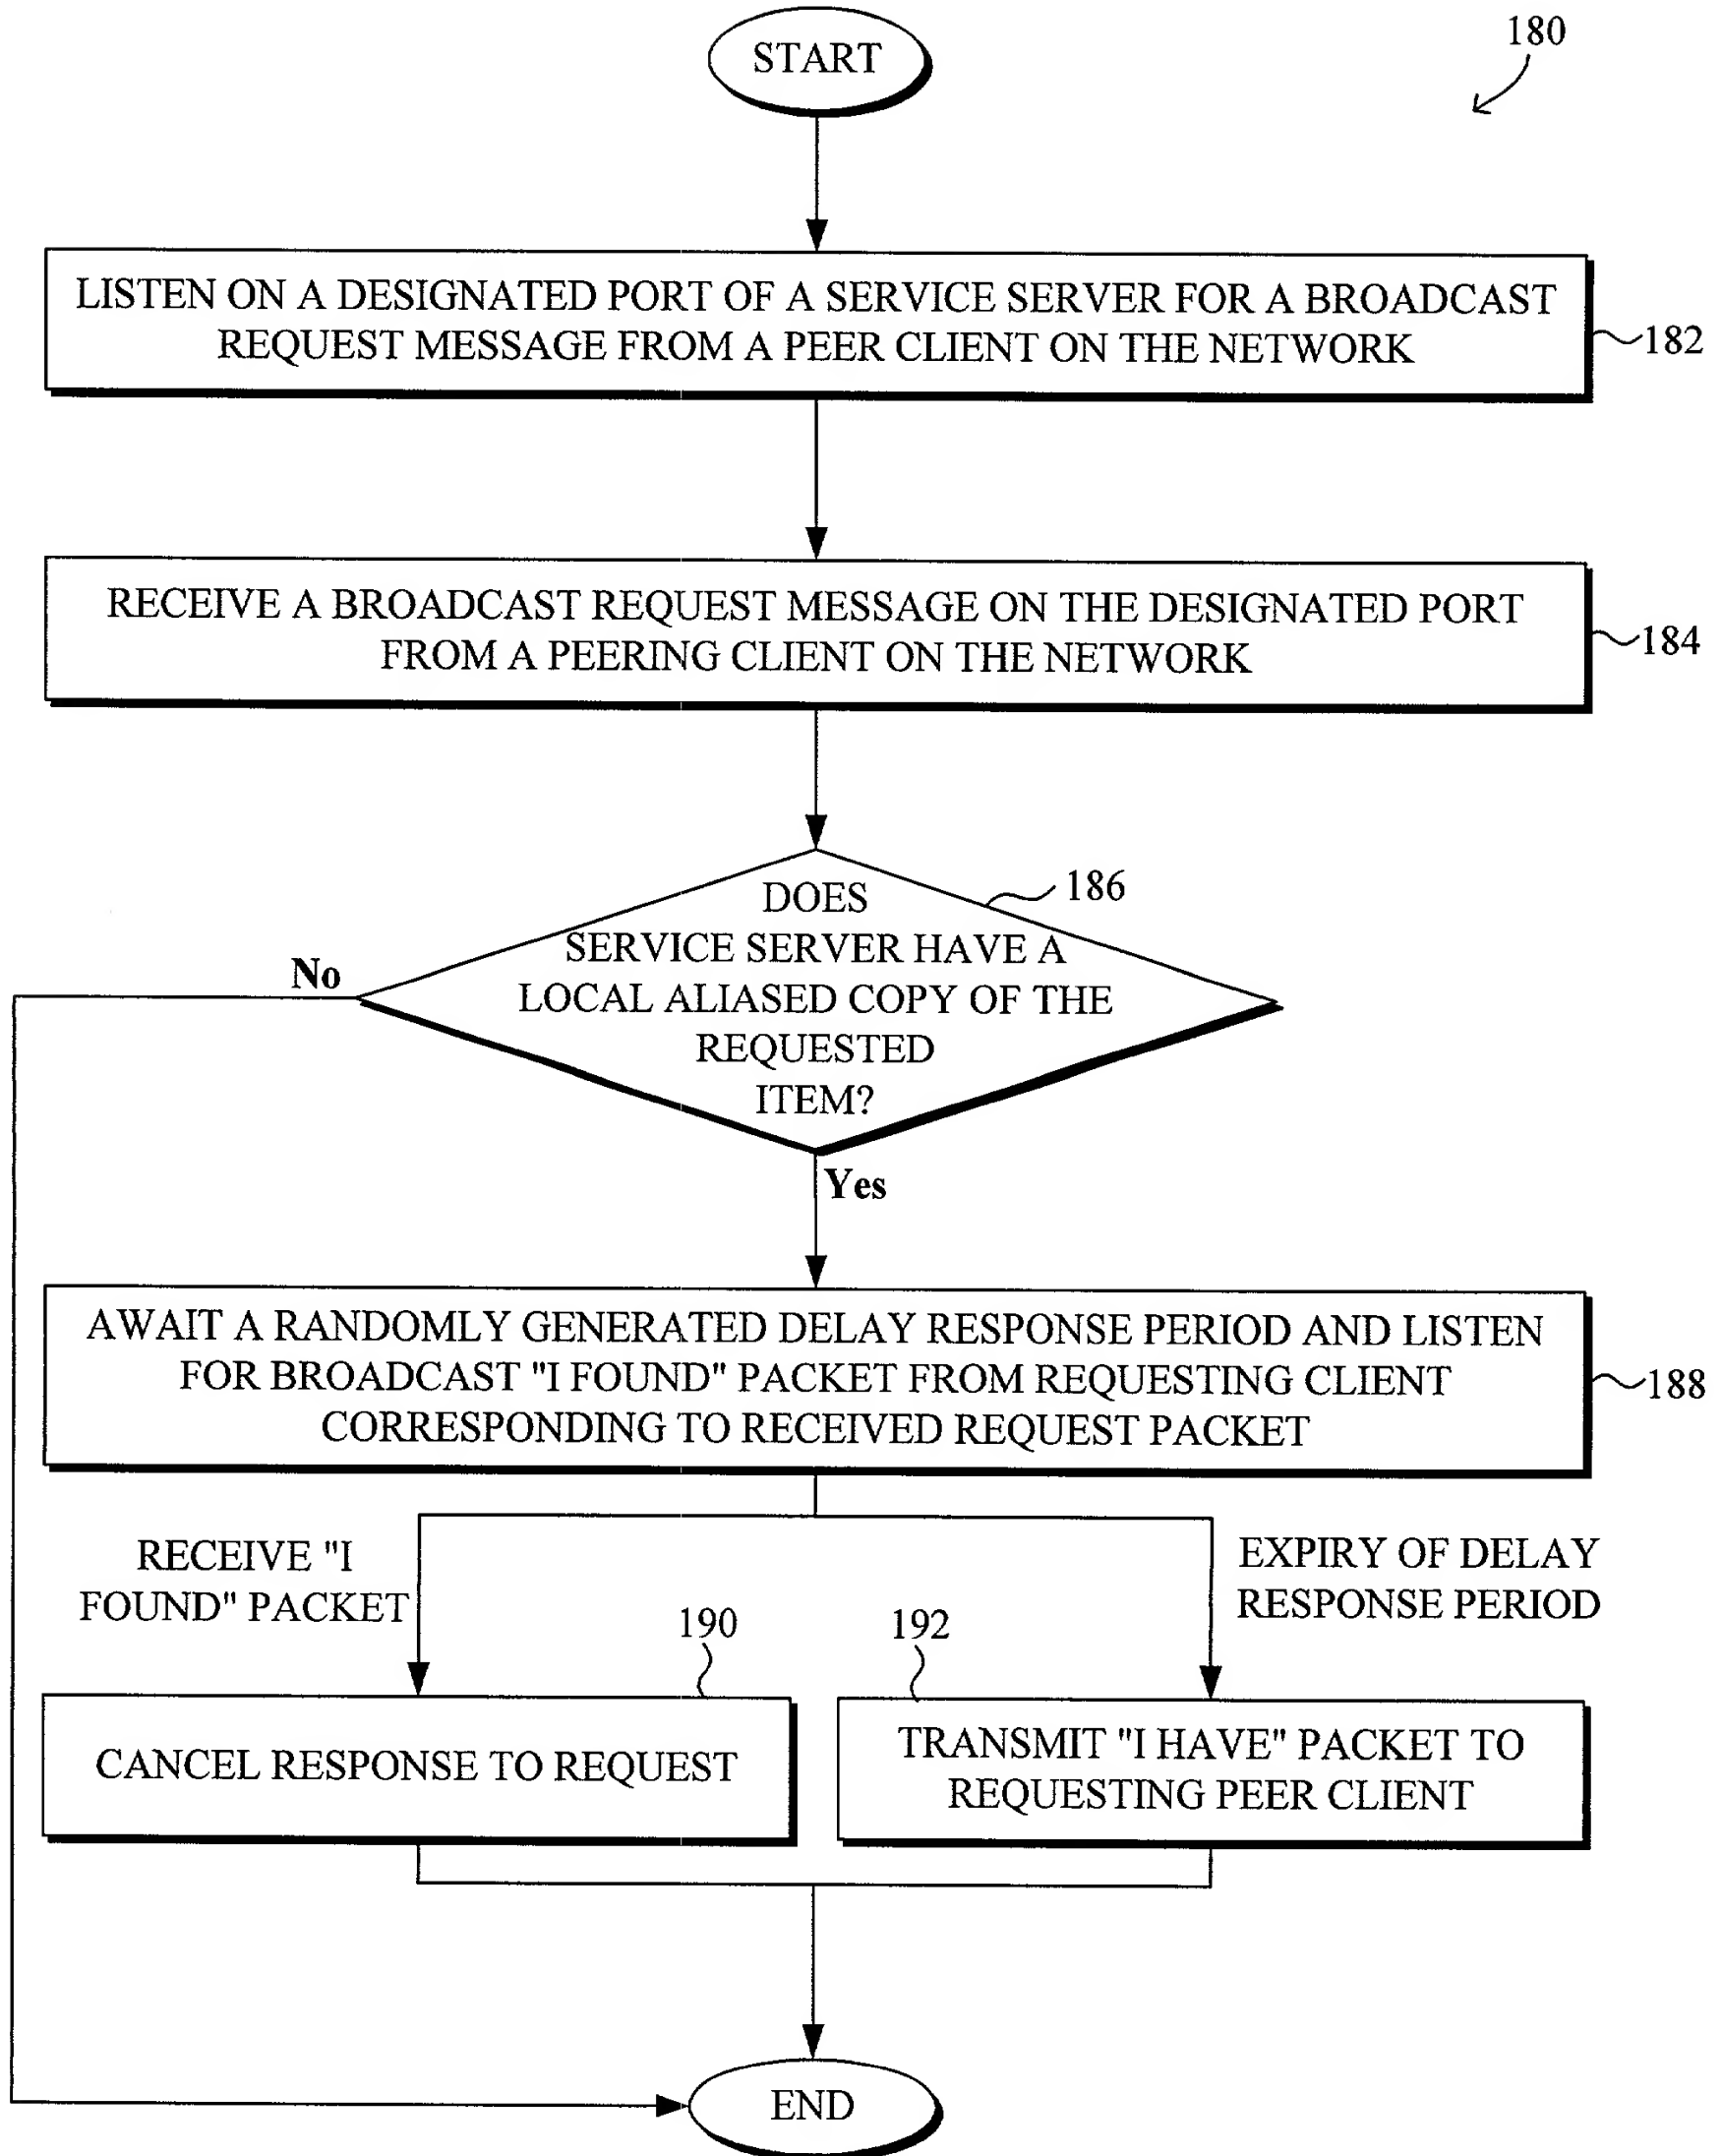 START
180
LISTEN ON A DESIGNATED PORT OF A SERVICE SERVER FOR A BROADCAST
REQUEST MESSAGE FROM A PEER CLIENT ON THE NETWORK
182
RECEIVE A BROADCAST REQUEST MESSAGE ON THE DESIGNATED PORT
FROM A PEERING CLIENT ON THE NETWORK
184
186
DOES
SERVICE SERVER HAVE A
LOCAL ALIASED COPY OF THE
REQUESTED
ITEM?
No
Yes
AWAIT A RANDOMLY GENERATED DELAY RESPONSE PERIOD AND LISTEN
FOR BROADCAST "I FOUND" PACKET FROM REQUESTING CLIENT
CORRESPONDING TO RECEIVED REQUEST PACKET
188
RECEIVE "I
FOUND" PACKET
EXPIRY OF DELAY
RESPONSE PERIOD
190
192
CANCEL RESPONSE TO REQUEST
TRANSMIT "I HAVE" PACKET TO
REQUESTING PEER CLIENT
END